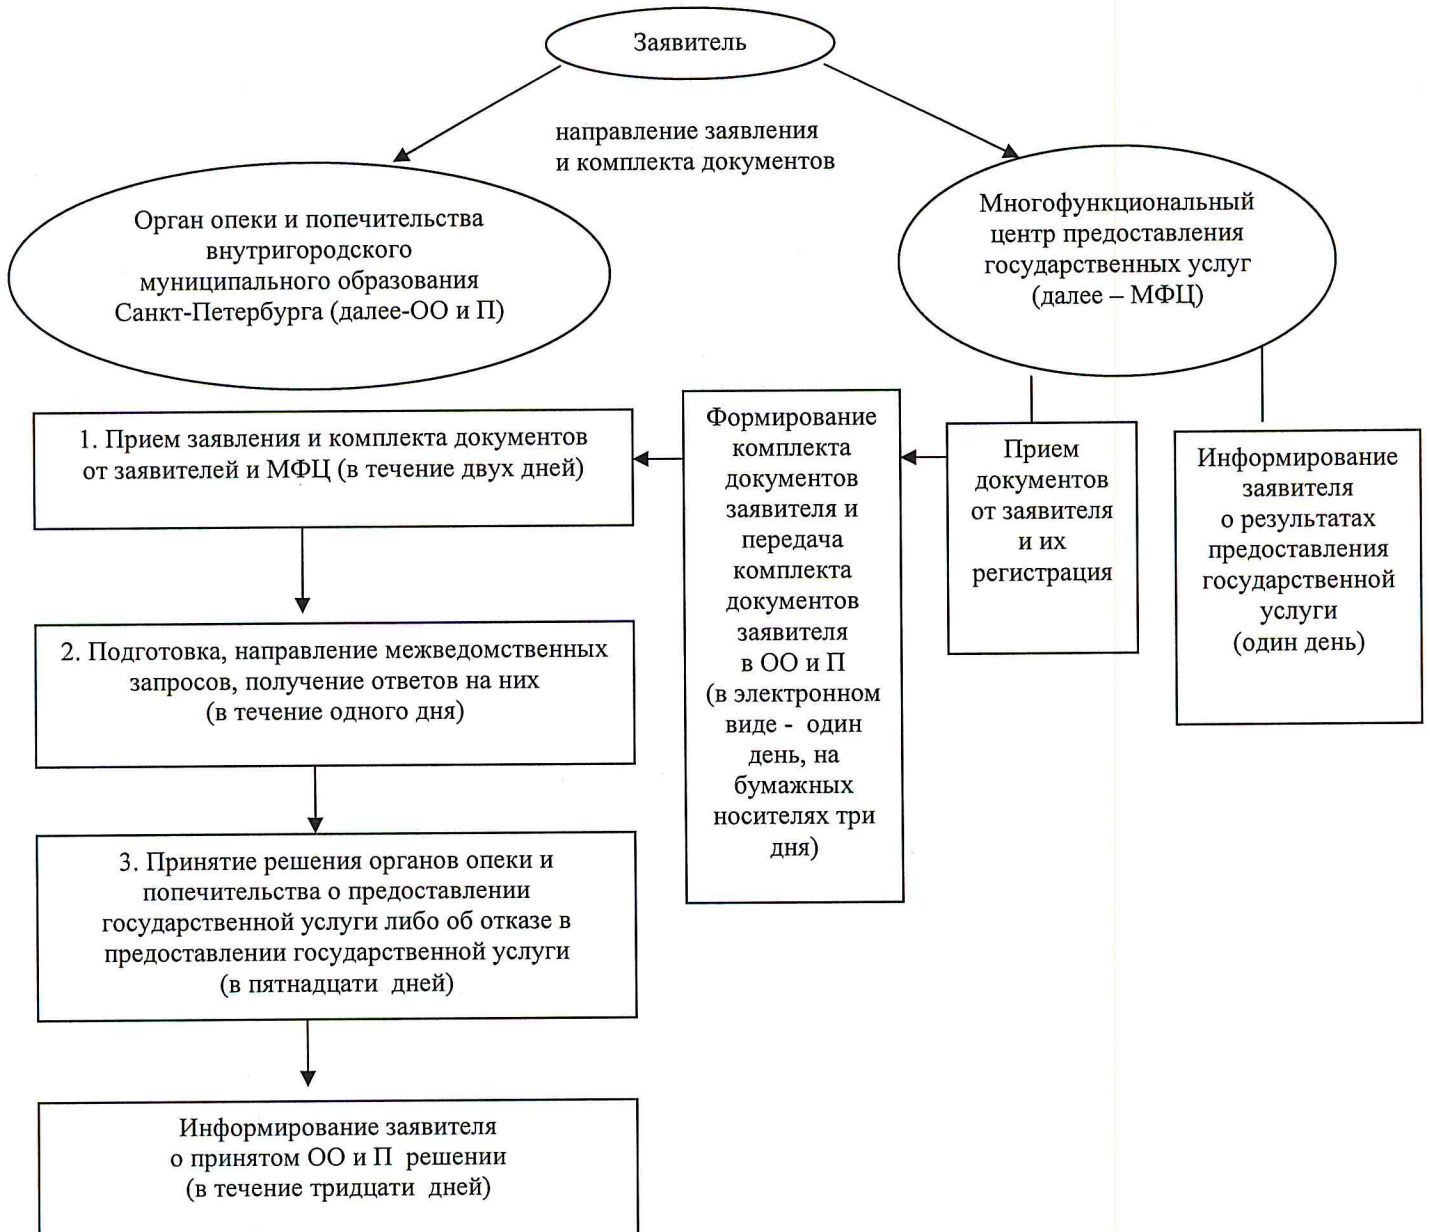 Заявитель
направление заявления
и комплекта документов
Орган опеки и попечительства
внутригородского
муниципального образования
Санкт-Петербурга (далее-ОО и П)
Многофункциональный
центр предоставления
государственных услуг
(далее – МФЦ)
1. Прием заявления и комплекта документов
от заявителей и МФЦ (в течение двух дней)
Формирование
комплекта
документов
заявителя и
передача
комплекта
документов
заявителя
в ОО и П
(в электронном
виде - один
день, на
бумажных
носителях три
дня)
Прием
документов
от заявителя
и их
регистрация
Информирование
заявителя
о результатах
предоставления
государственной
услуги
(один день)
2. Подготовка, направление межведомственных
запросов, получение ответов на них
(в течение одного дня)
3. Принятие решения органов опеки и
попечительства о предоставлении
государственной услуги либо об отказе в
предоставлении государственной услуги
(в пятнадцати дней)
Информирование заявителя
о принятом ОО и П решении
(в течение тридцати дней)